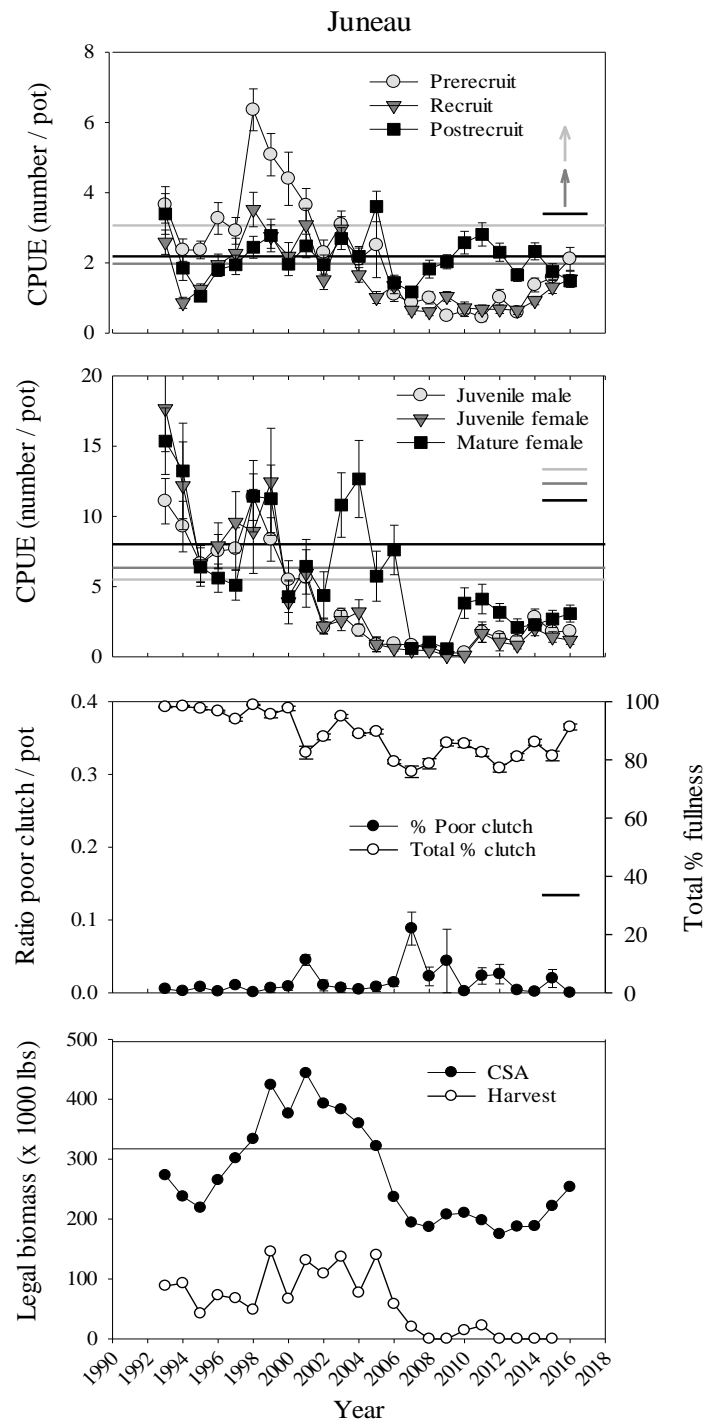 Juneau
CPUE (number / pot)
8
6
4
2
0
Prerecruit
Recruit
Postrecruit
CPUE (number / pot)
20
15
10
5
0
Juvenile male
Juvenile female
Mature female
Ratio poor clutch / pot
0.4
0.3
0.2
0.1
0.0
% Poor clutch
Total % clutch
100
80
60
40
20
0
Total % fullness
Legal biomass (x 1000 lbs)
500
400
300
200
100
0
CSA
Harvest
1990
1992
1994
1996
1998
2000
2002
2004
2006
2008
2010
2012
2014
2016
2018
Year